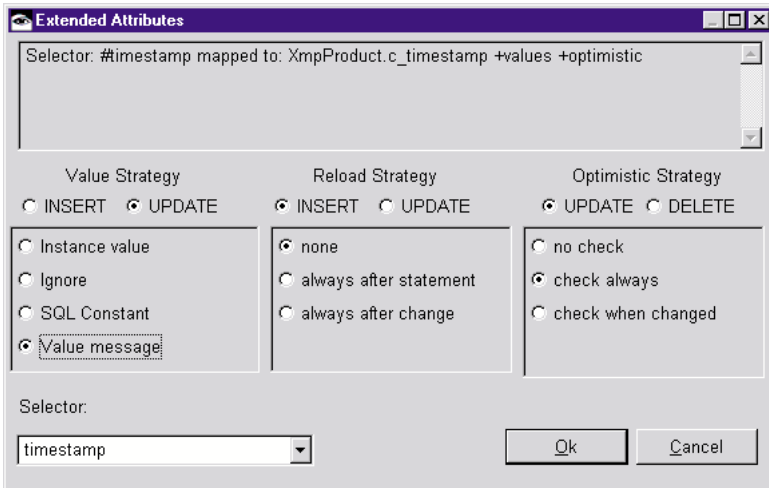 Extended Attributes
Selector: #timestamp mapped to: XmpProduct.c_timestamp +values +optimistic
Value Strategy
Reload Strategy
Optimistic Strategy
INSERT UPDATE
INSERT UPDATE
UPDATE DELETE
Instance value
Ignore
SQL Constant
Value message
none
always after statement
always after change
no check
check always
check when changed
Selector:
timestamp
Ok
Cancel